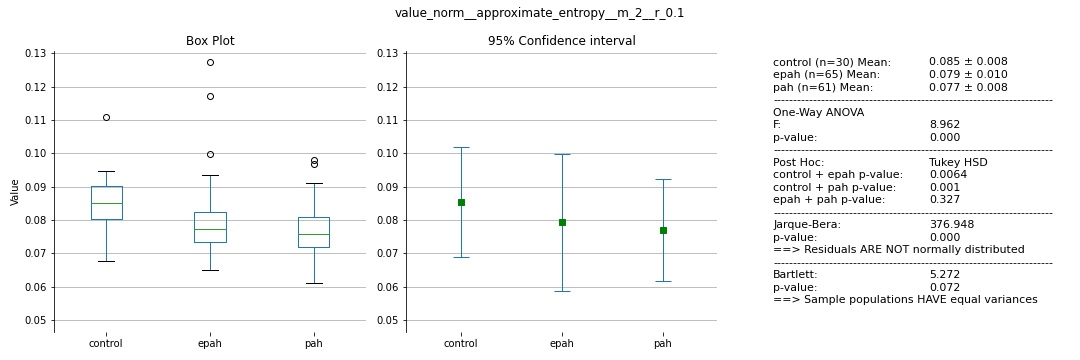 value_norm__approximate_entropy__m_2__r_0.1
Box Plot
Value
0.13
0.12
0.11
0.10
0.09
0.08
0.07
0.06
0.05
control epah pah
95% Confidence interval
0.13
0.12
0.11
0.10
0.09
0.08
0.07
0.06
0.05
control epah pah
control (n=30) Mean: 0.085 ± 0.008
epah (n=65) Mean: 0.079 ± 0.010
pah (n=61) Mean: 0.077 ± 0.008
One-Way ANOVA
F: 8.962
p-value: 0.000
Post Hoc: Tukey HSD
control + epah p-value: 0.0064
control + pah p-value: 0.001
epah + pah p-value: 0.327
Jarque-Bera: 376.948
p-value: 0.000
==> Residuals ARE NOT normally distributed
Bartlett: 5.272
p-value: 0.072
==> Sample populations HAVE equal variances